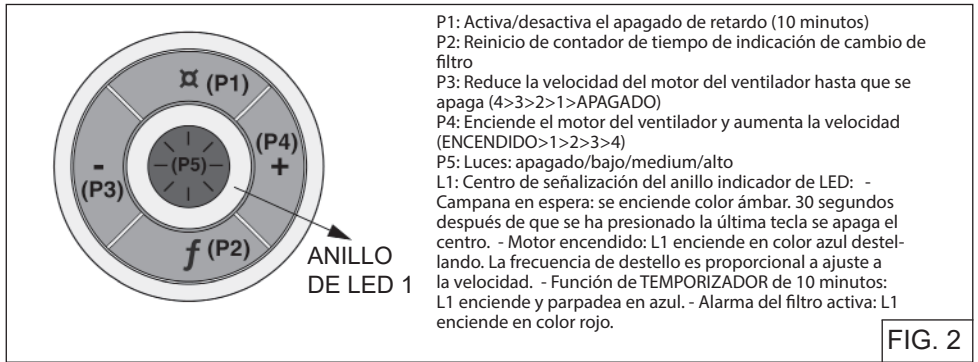 ¤ (P1)
(P4)
+
-
(P3)
(P5)
ƒ (P2)
ANILLO
DE LED 1
P1: Activa/desactiva el apagado de retardo (10 minutos)
P2: Reinicio de contador de tiempo de indicación de cambio de
filtro
P3: Reduce la velocidad del motor del ventilador hasta que se
apaga (4>3>2>1>APAGADO)
P4: Enciende el motor del ventilador y aumenta la velocidad
(ENCENDIDO>1>2>3>4)
P5: Luces: apagado/bajo/medium/alto
L1: Centro de señalización del anillo indicador de LED: -
Campana en espera: se enciende color ámbar. 30 segundos
después de que se ha presionado la última tecla se apaga el
centro. - Motor encendido: L1 enciende en color azul destel-
lando. La frecuencia de destello es proporcional a ajuste a
la velocidad. - Función de TEMPORIZADOR de 10 minutos:
L1 enciende y parpadea en azul. - Alarma del filtro activa: L1
enciende en color rojo.
FIG. 2